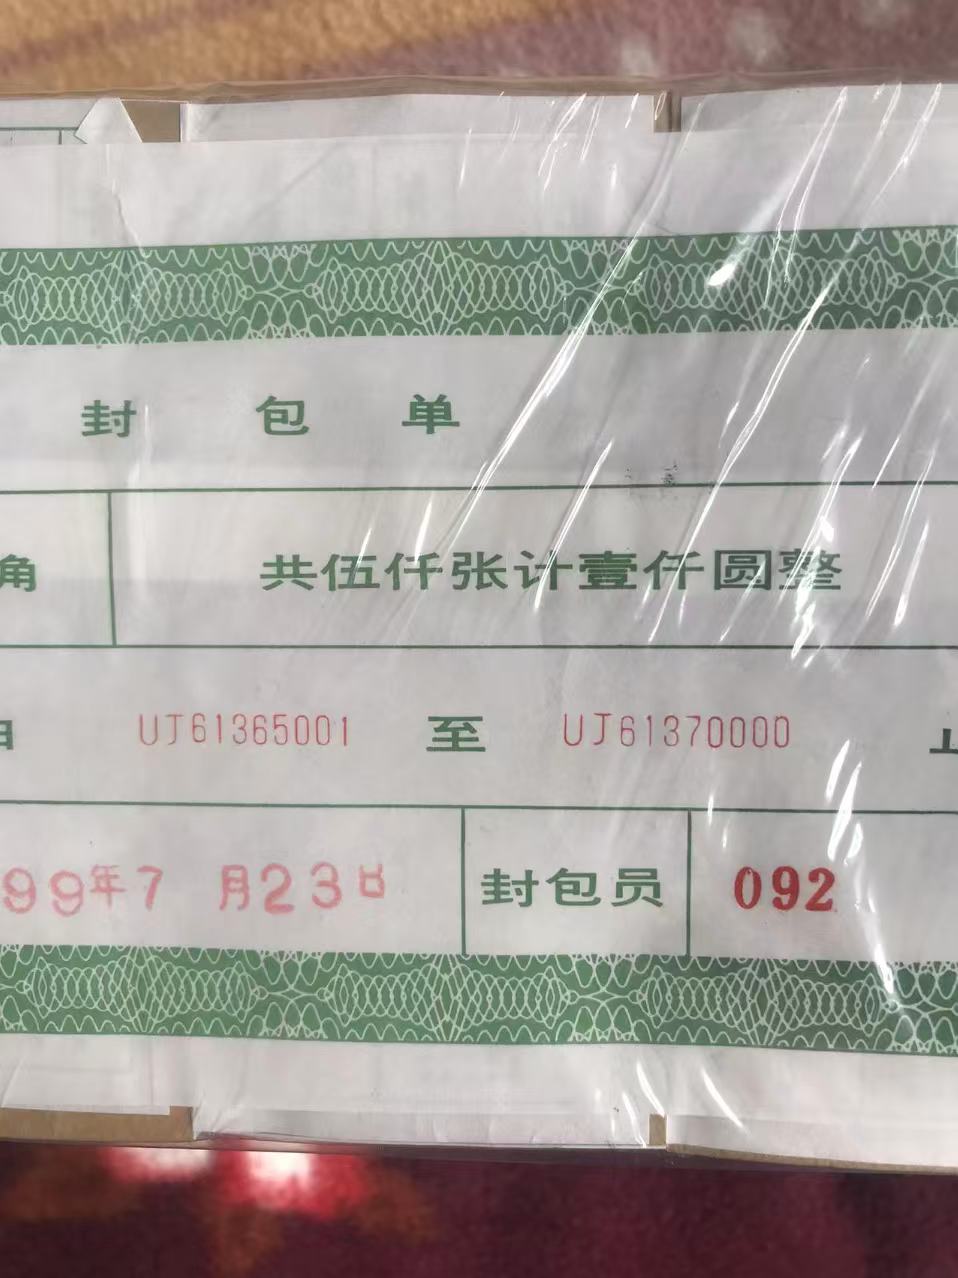 封包单
角 共伍仟张计壹仟圆整
UJ61365001 至 UJ61370000
99年7月23日 封包员 092